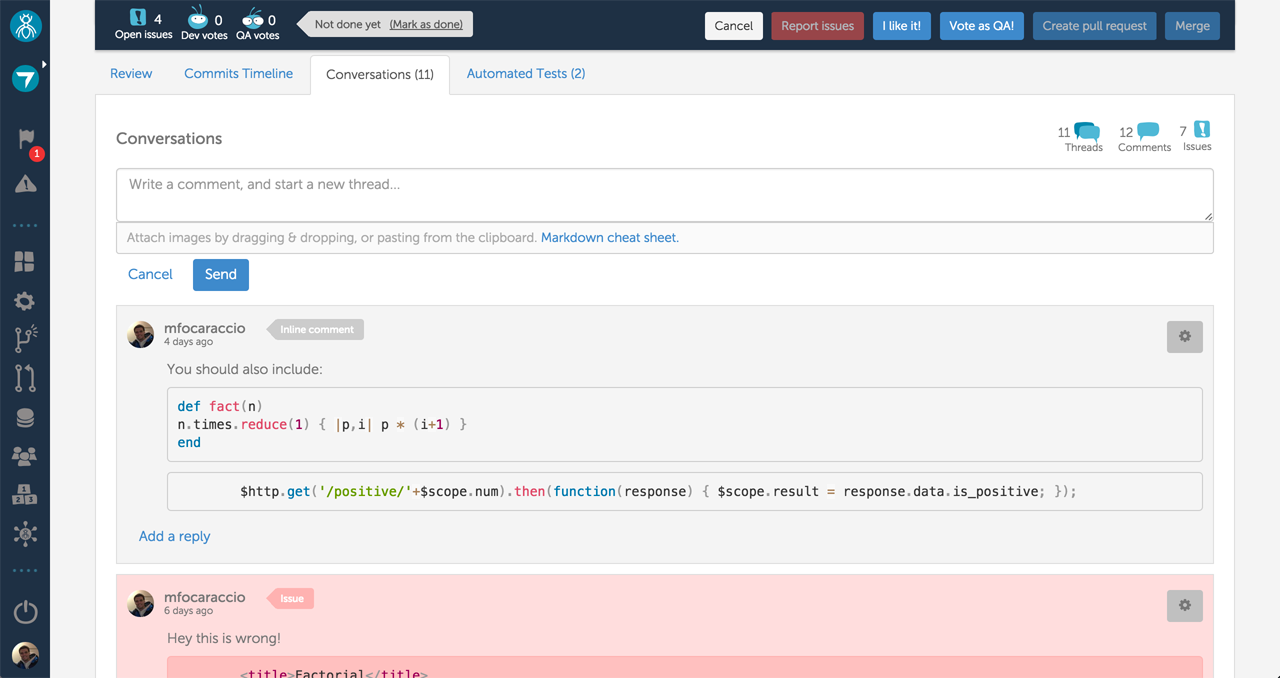 4 0 0
Open issues Dev votes QA votes
Not done yet (Mark as done)
Cancel Report issues I like it! Vote as QA! Create pull request Merge
Review Commits Timeline Conversations (11) Automated Tests (2)
1
Conversations
11 12 7
Threads Comments Issues
Write a comment, and start a new thread...
Attach images by dragging & dropping, or pasting from the clipboard. Markdown cheat sheet.
Cancel Send
mfocaraccio Inline comment
4 days ago
You should also include:
def fact(n)
n.times.reduce(1) { |p,i| p * (i+1) }
end
$http.get('/positive/'+$scope.num).then(function(response) { $scope.result = response.data.is_positive; });
Add a reply
mfocaraccio Issue
6 days ago
Hey this is wrong!
<title>Factorial</title>